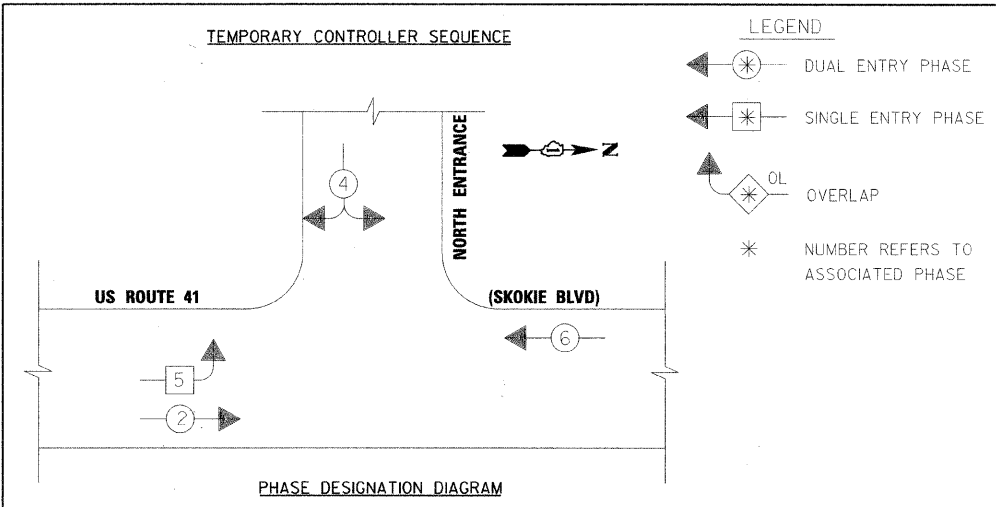 TEMPORARY CONTROLLER SEQUENCE
LEGEND
* DUAL ENTRY PHASE
* SINGLE ENTRY PHASE
* OL OVERLAP
* NUMBER REFERS TO
ASSOCIATED PHASE
N
4
NORTH ENTRANCE
US ROUTE 41
(SKOKIE BLVD)
6
5
2
PHASE DESIGNATION DIAGRAM